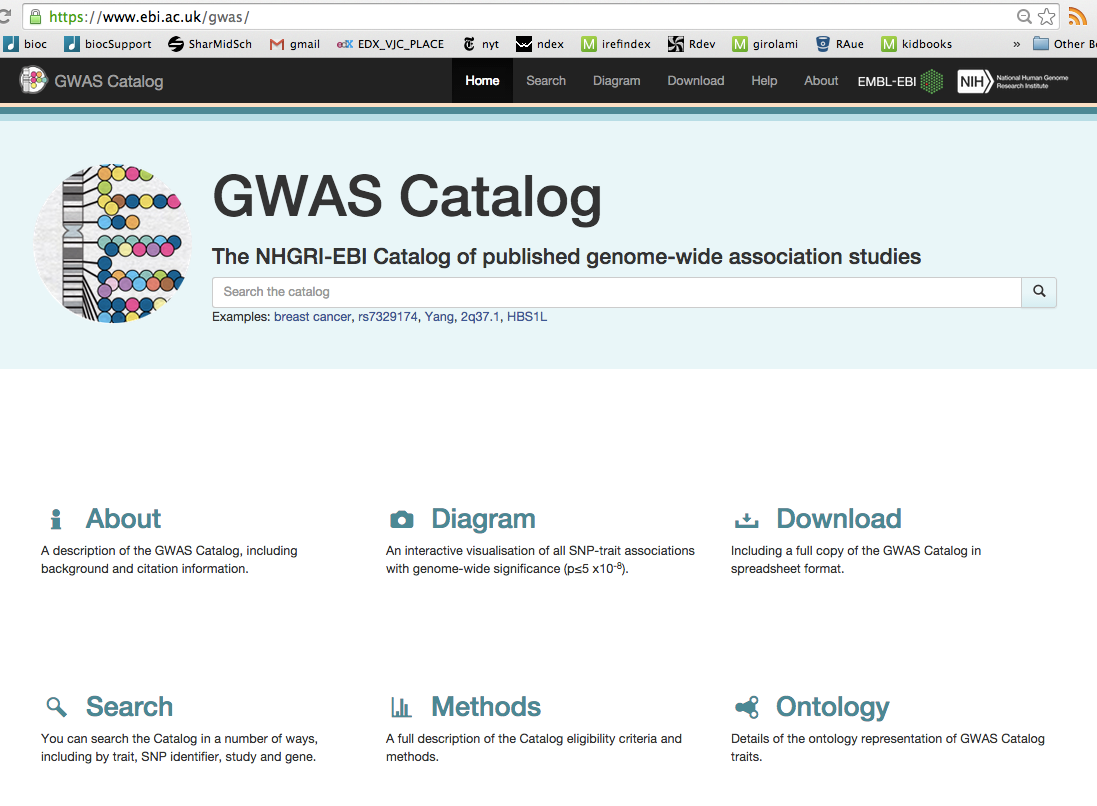 https://www.ebi.ac.uk/gwas/
bioc biocSupport SharMidSch gmail EDX_VJC_PLACE nyt ndex irefindex Rdev girolami RAue kidbooks » Other B
GWAS Catalog Home Search Diagram Download Help About EMBL-EBI NIH National Human Genome
Research Institute
GWAS Catalog
The NHGRI-EBI Catalog of published genome-wide association studies
Search the catalog
Examples: breast cancer, rs7329174, Yang, 2q37.1, HBS1L
About
A description of the GWAS Catalog, including
background and citation information.
Diagram
An interactive visualisation of all SNP-trait associations
with genome-wide significance (p≤5 x10⁻⁸).
Download
Including a full copy of the GWAS Catalog in
spreadsheet format.
Search
You can search the Catalog in a number of ways,
including by trait, SNP identifier, study and gene.
Methods
A full description of the Catalog eligibility criteria and
methods.
Ontology
Details of the ontology representation of GWAS Catalog
traits.